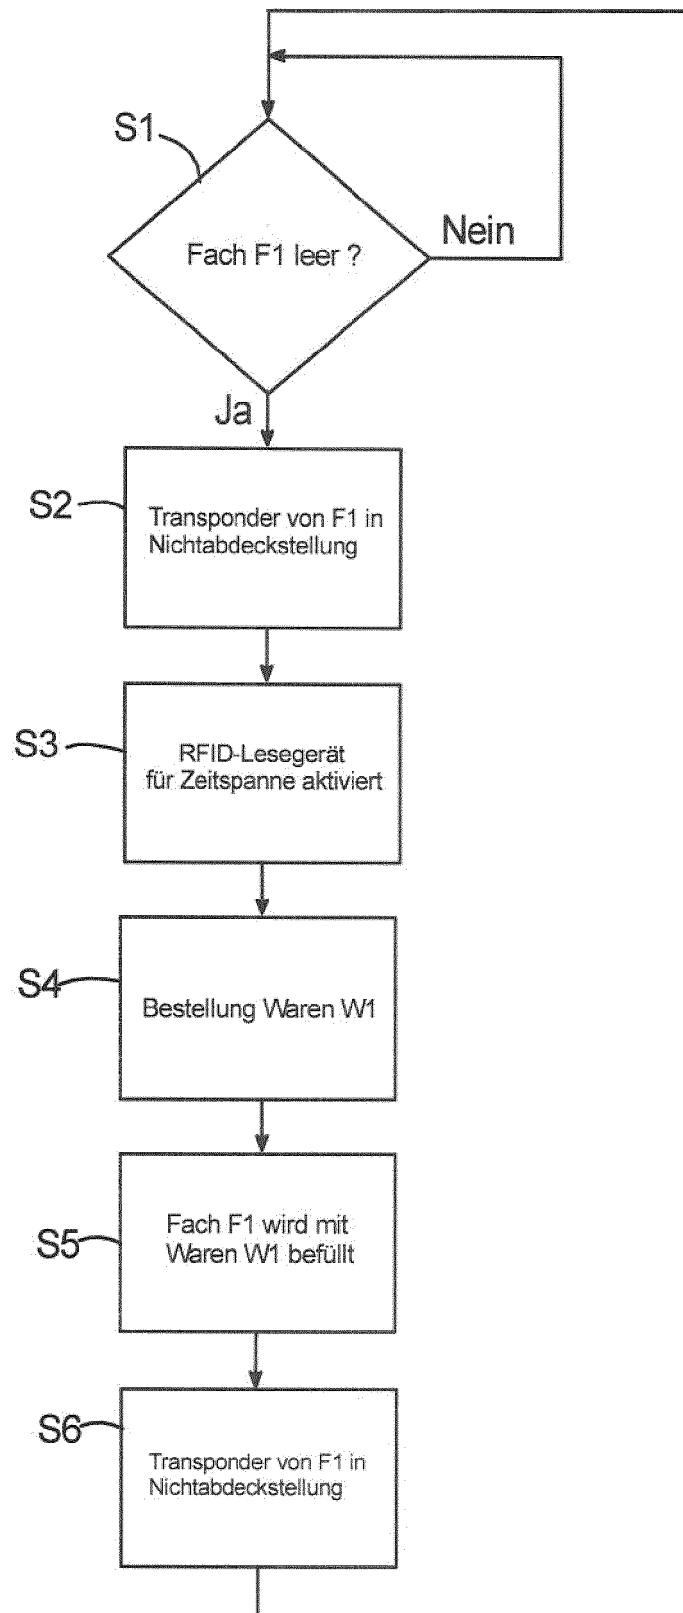 S1
Fach F1 leer ?
Nein
Ja
S2
Transponder von F1 in
Nichtabdeckstellung
S3
RFID-Lesegerät
für Zeitspanne aktiviert
S4
Bestellung Waren W1
S5
Fach F1 wird mit
Waren W1 befüllt
S6
Transponder von F1 in
Nichtabdeckstellung